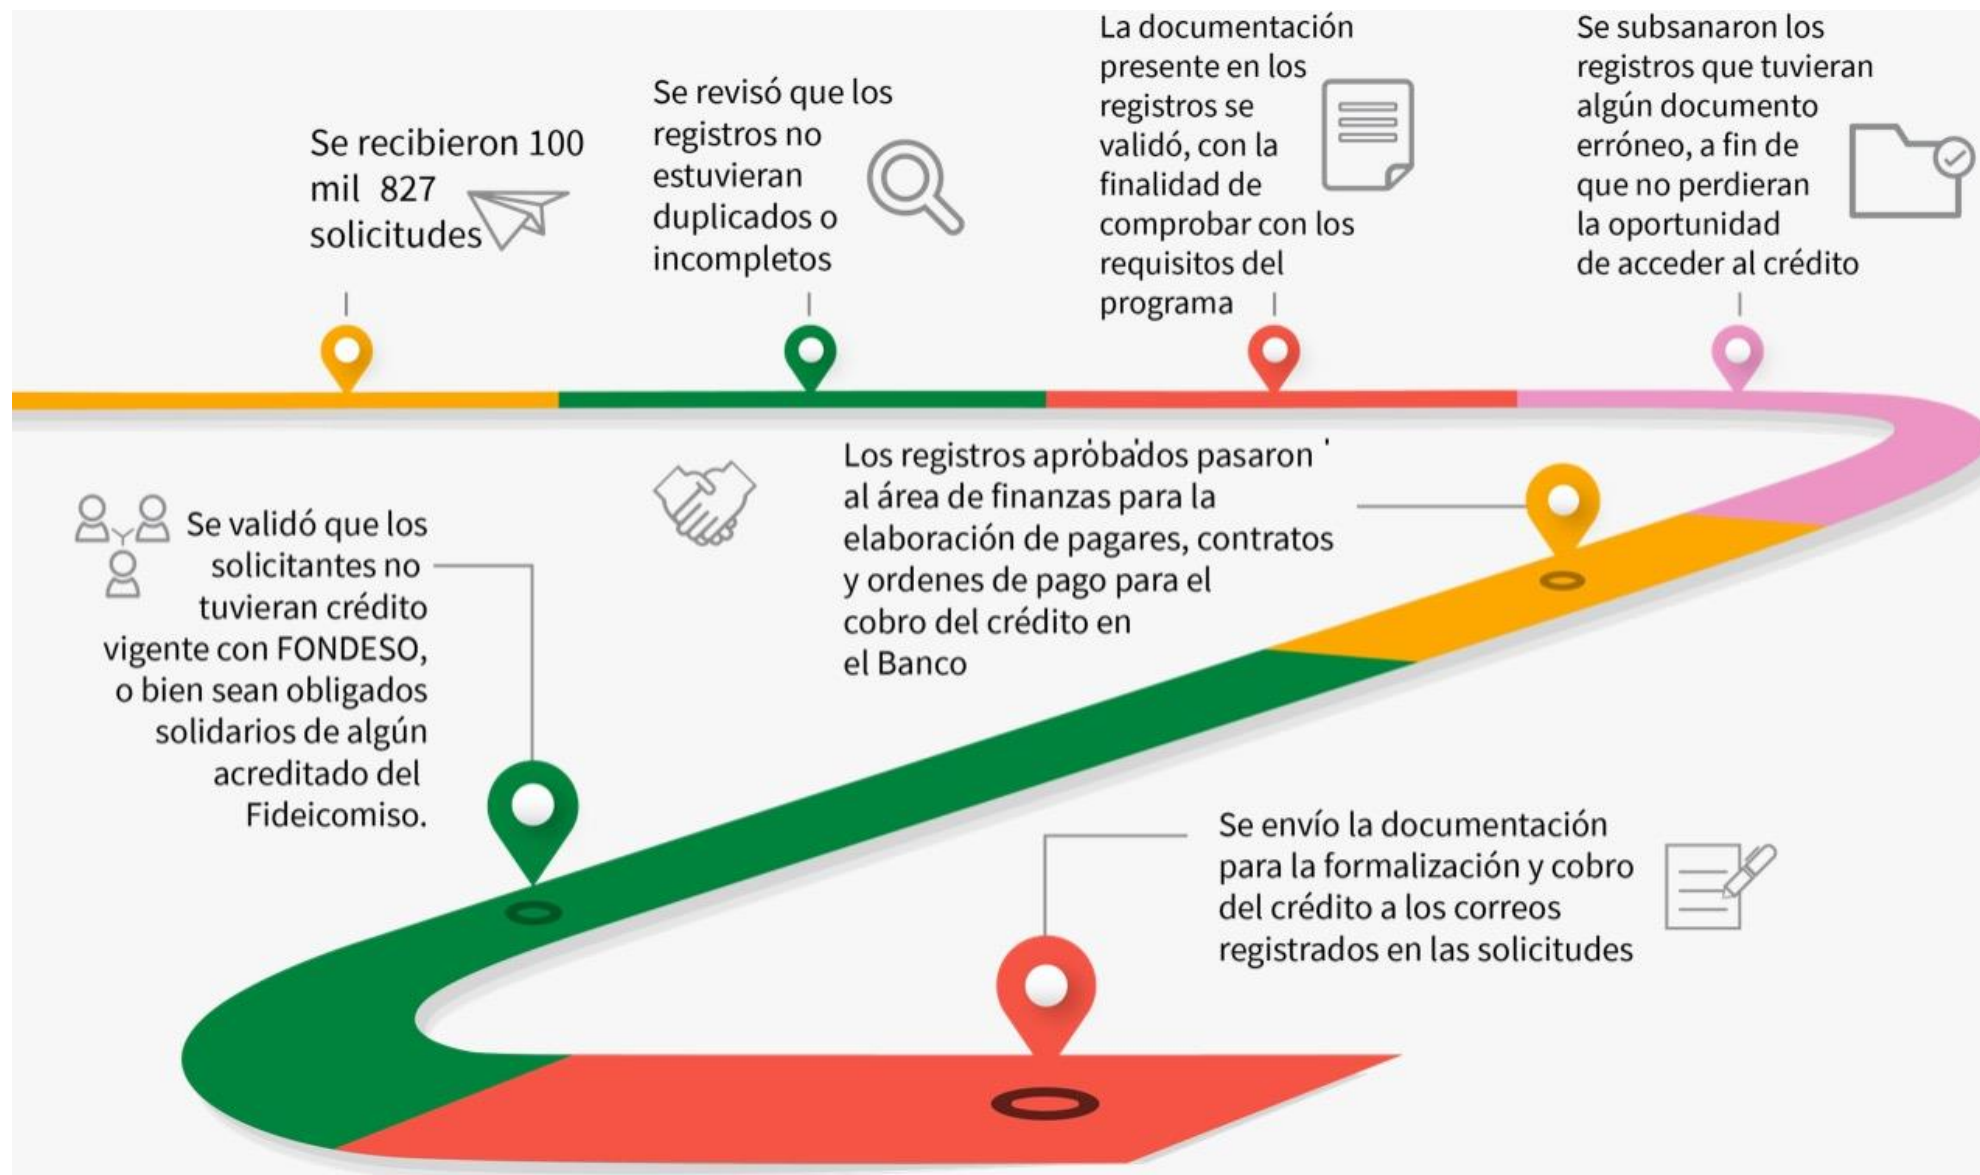 Se recibieron 100
mil 827
solicitudes
Se revisó que los
registros no
estuvieran
duplicados o
incompletos
La documentación
presente en los
registros se
validó, con la
finalidad de
comprobar con los
requisitos del
programa
Se subsanaron los
registros que tuvieran
algún documento
erróneo, a fin de
que no perdieran
la oportunidad
de acceder al crédito
Los registros aprobados pasaron
al área de finanzas para la
elaboración de pagares, contratos
y ordenes de pago para el
cobro del crédito en
el Banco
Se validó que los
solicitantes no
tuvieran crédito
vigente con FONDESO,
o bien sean obligados
solidarios de algún
acreditado del
Fideicomiso.
Se envío la documentación
para la formalización y cobro
del crédito a los correos
registrados en las solicitudes